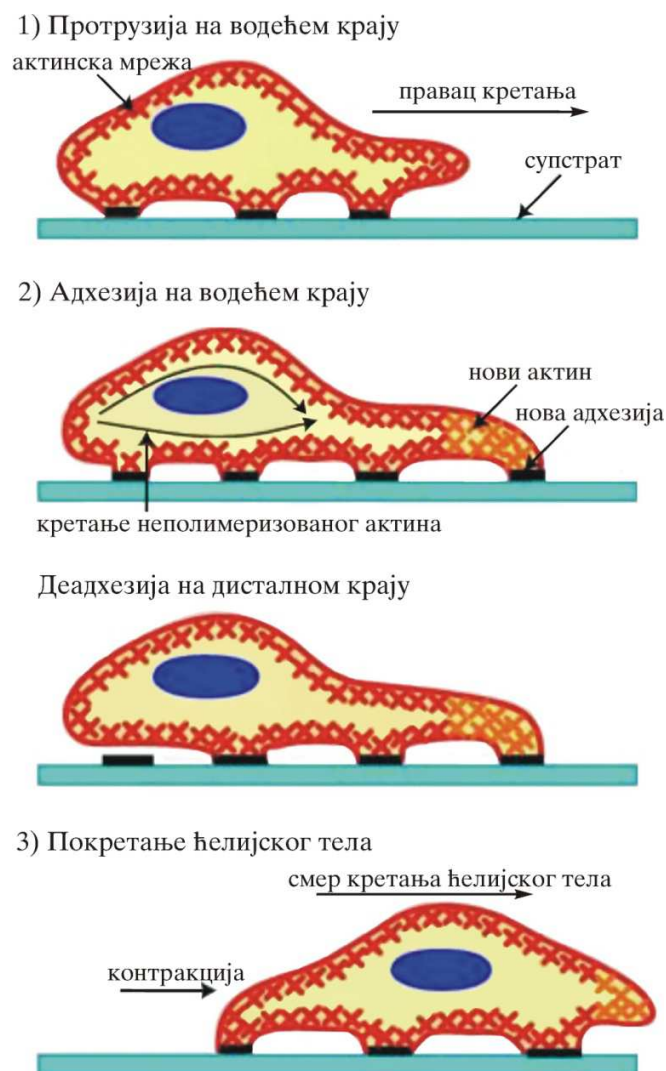 1) Протрузија на водећем крају
актинска мрежа
правац кретања
супстрат
2) Адхезија на водећем крају
нови актин
нова адхезија
кретање неполимеризованог актина
Деадхезија на дисталном крају
3) Покретање ћелијског тела
смер кретања ћелијског тела
контракција